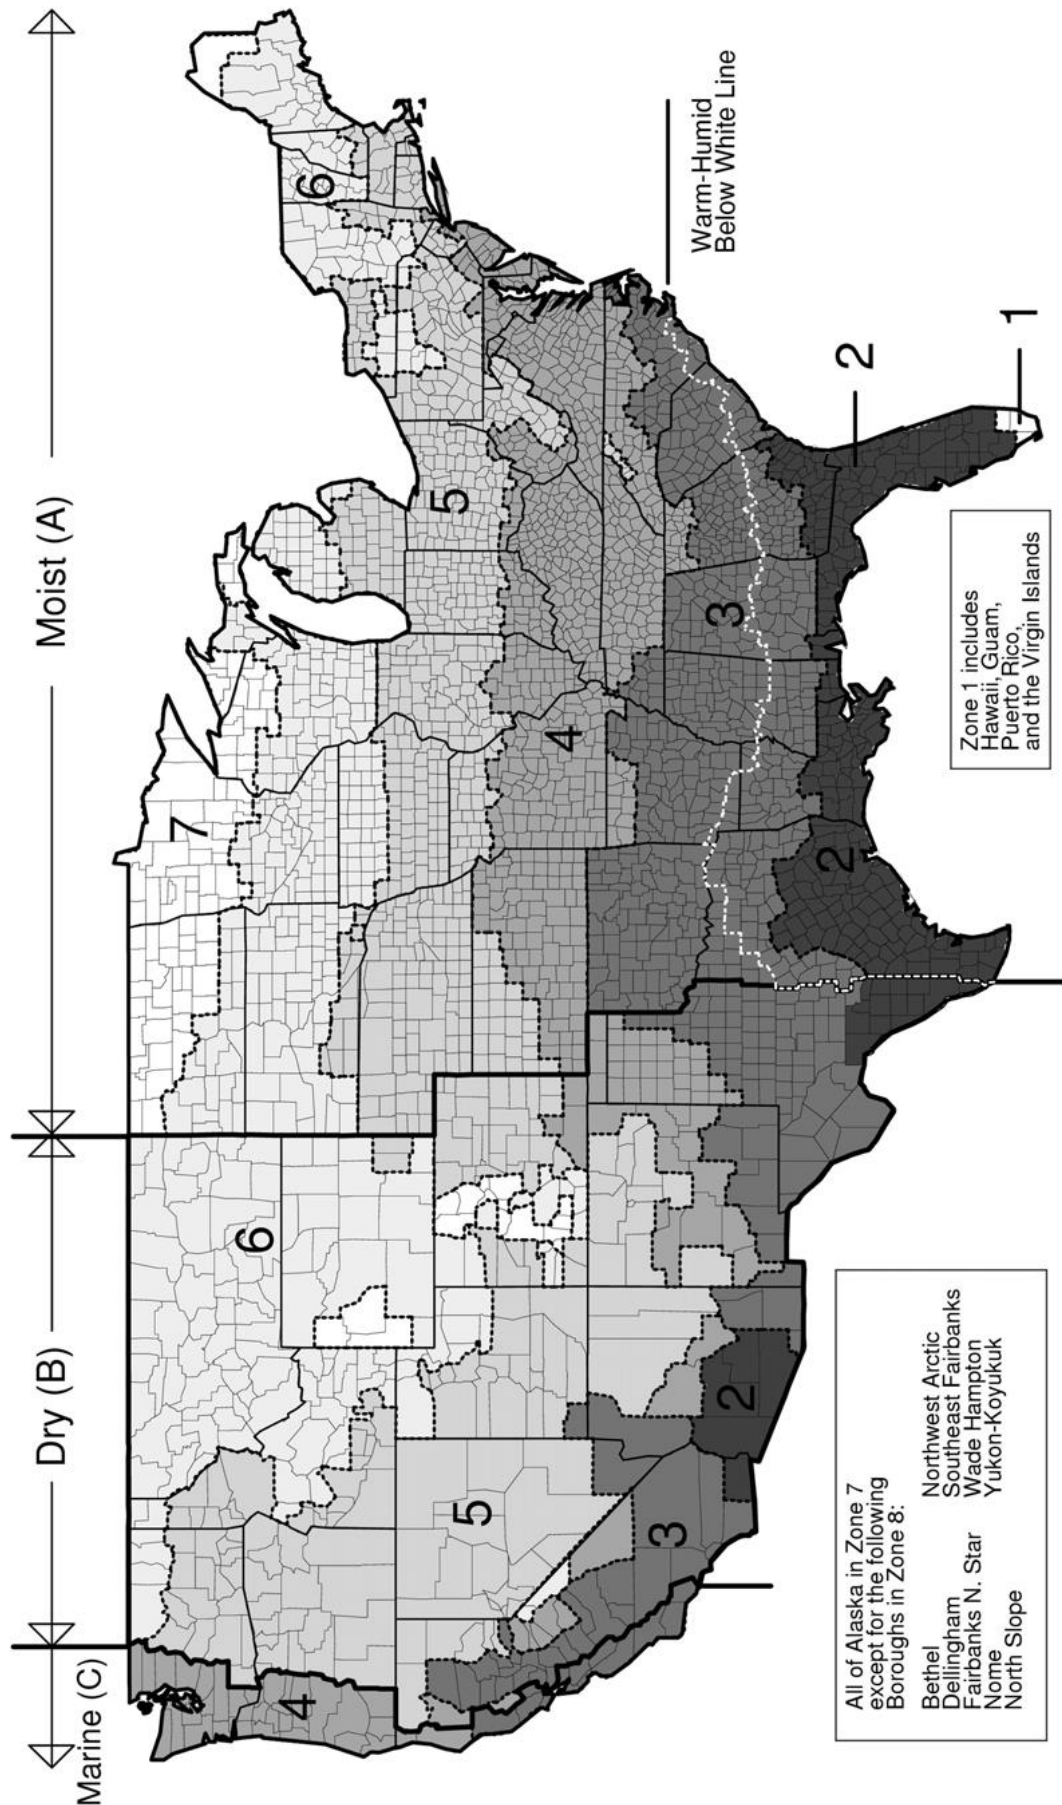 Marine (C)
Dry (B)
Moist (A)
7
6
6
5
5
4
4
3
3
2
2
2
1
Warm-Humid
Below White Line
All of Alaska in Zone 7
except for the following
Boroughs in Zone 8:
Bethel
Dellingham
Fairbanks N. Star
Nome
North Slope
Northwest Arctic
Southeast Fairbanks
Wade Hampton
Yukon-Koyukuk
Zone 1 includes
Hawaii, Guam,
Puerto Rico,
and the Virgin Islands